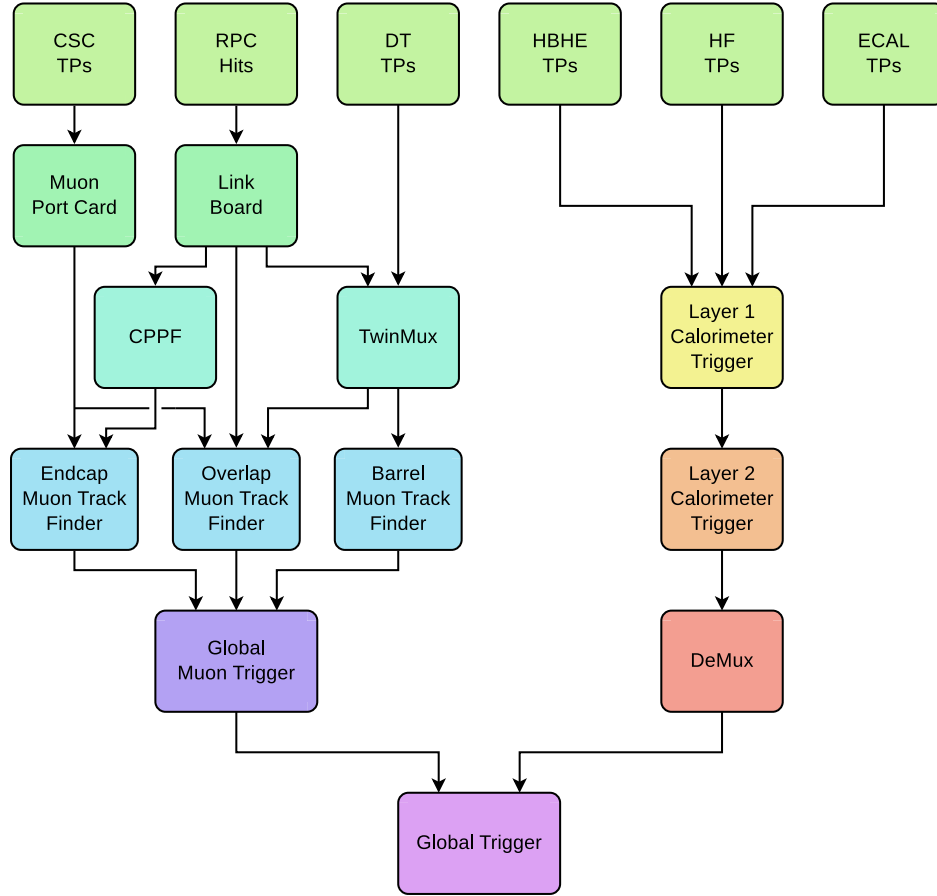 CSC
TPs
RPC
Hits
DT
TPs
HBHE
TPs
HF
TPs
ECAL
TPs
Muon
Port Card
Link
Board
CPPF
TwinMux
Layer 1
Calorimeter
Trigger
Endcap
Muon Track
Finder
Overlap
Muon Track
Finder
Barrel
Muon Track
Finder
Layer 2
Calorimeter
Trigger
Global
Muon Trigger
DeMux
Global Trigger